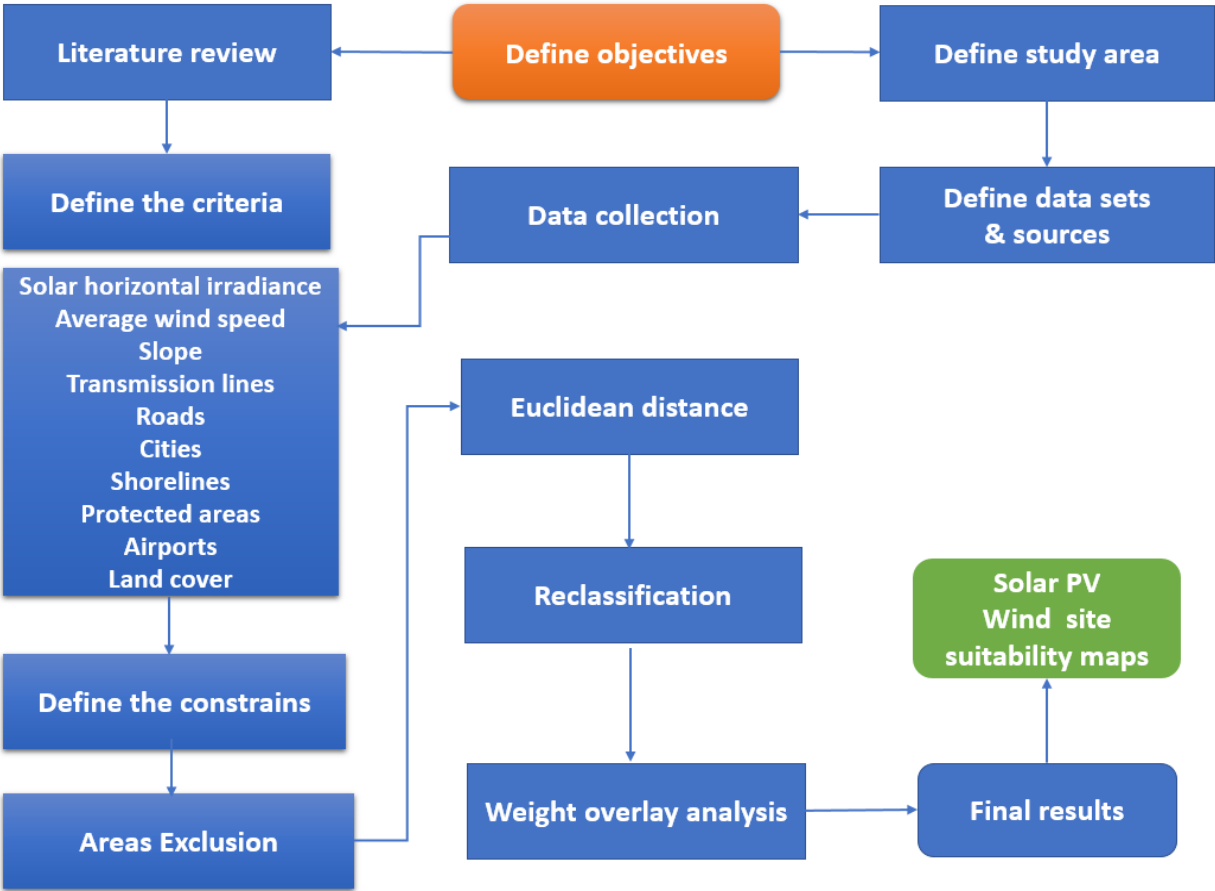 Literature review
Define objectives
Define study area
Define the criteria
Data collection
Define data sets
& sources
Solar horizontal irradiance
Average wind speed
Slope
Transmission lines
Roads
Cities
Shorelines
Protected areas
Airports
Land cover
Define the constrains
Areas Exclusion
Euclidean distance
Reclassification
Weight overlay analysis
Final results
Solar PV
Wind site
suitability maps